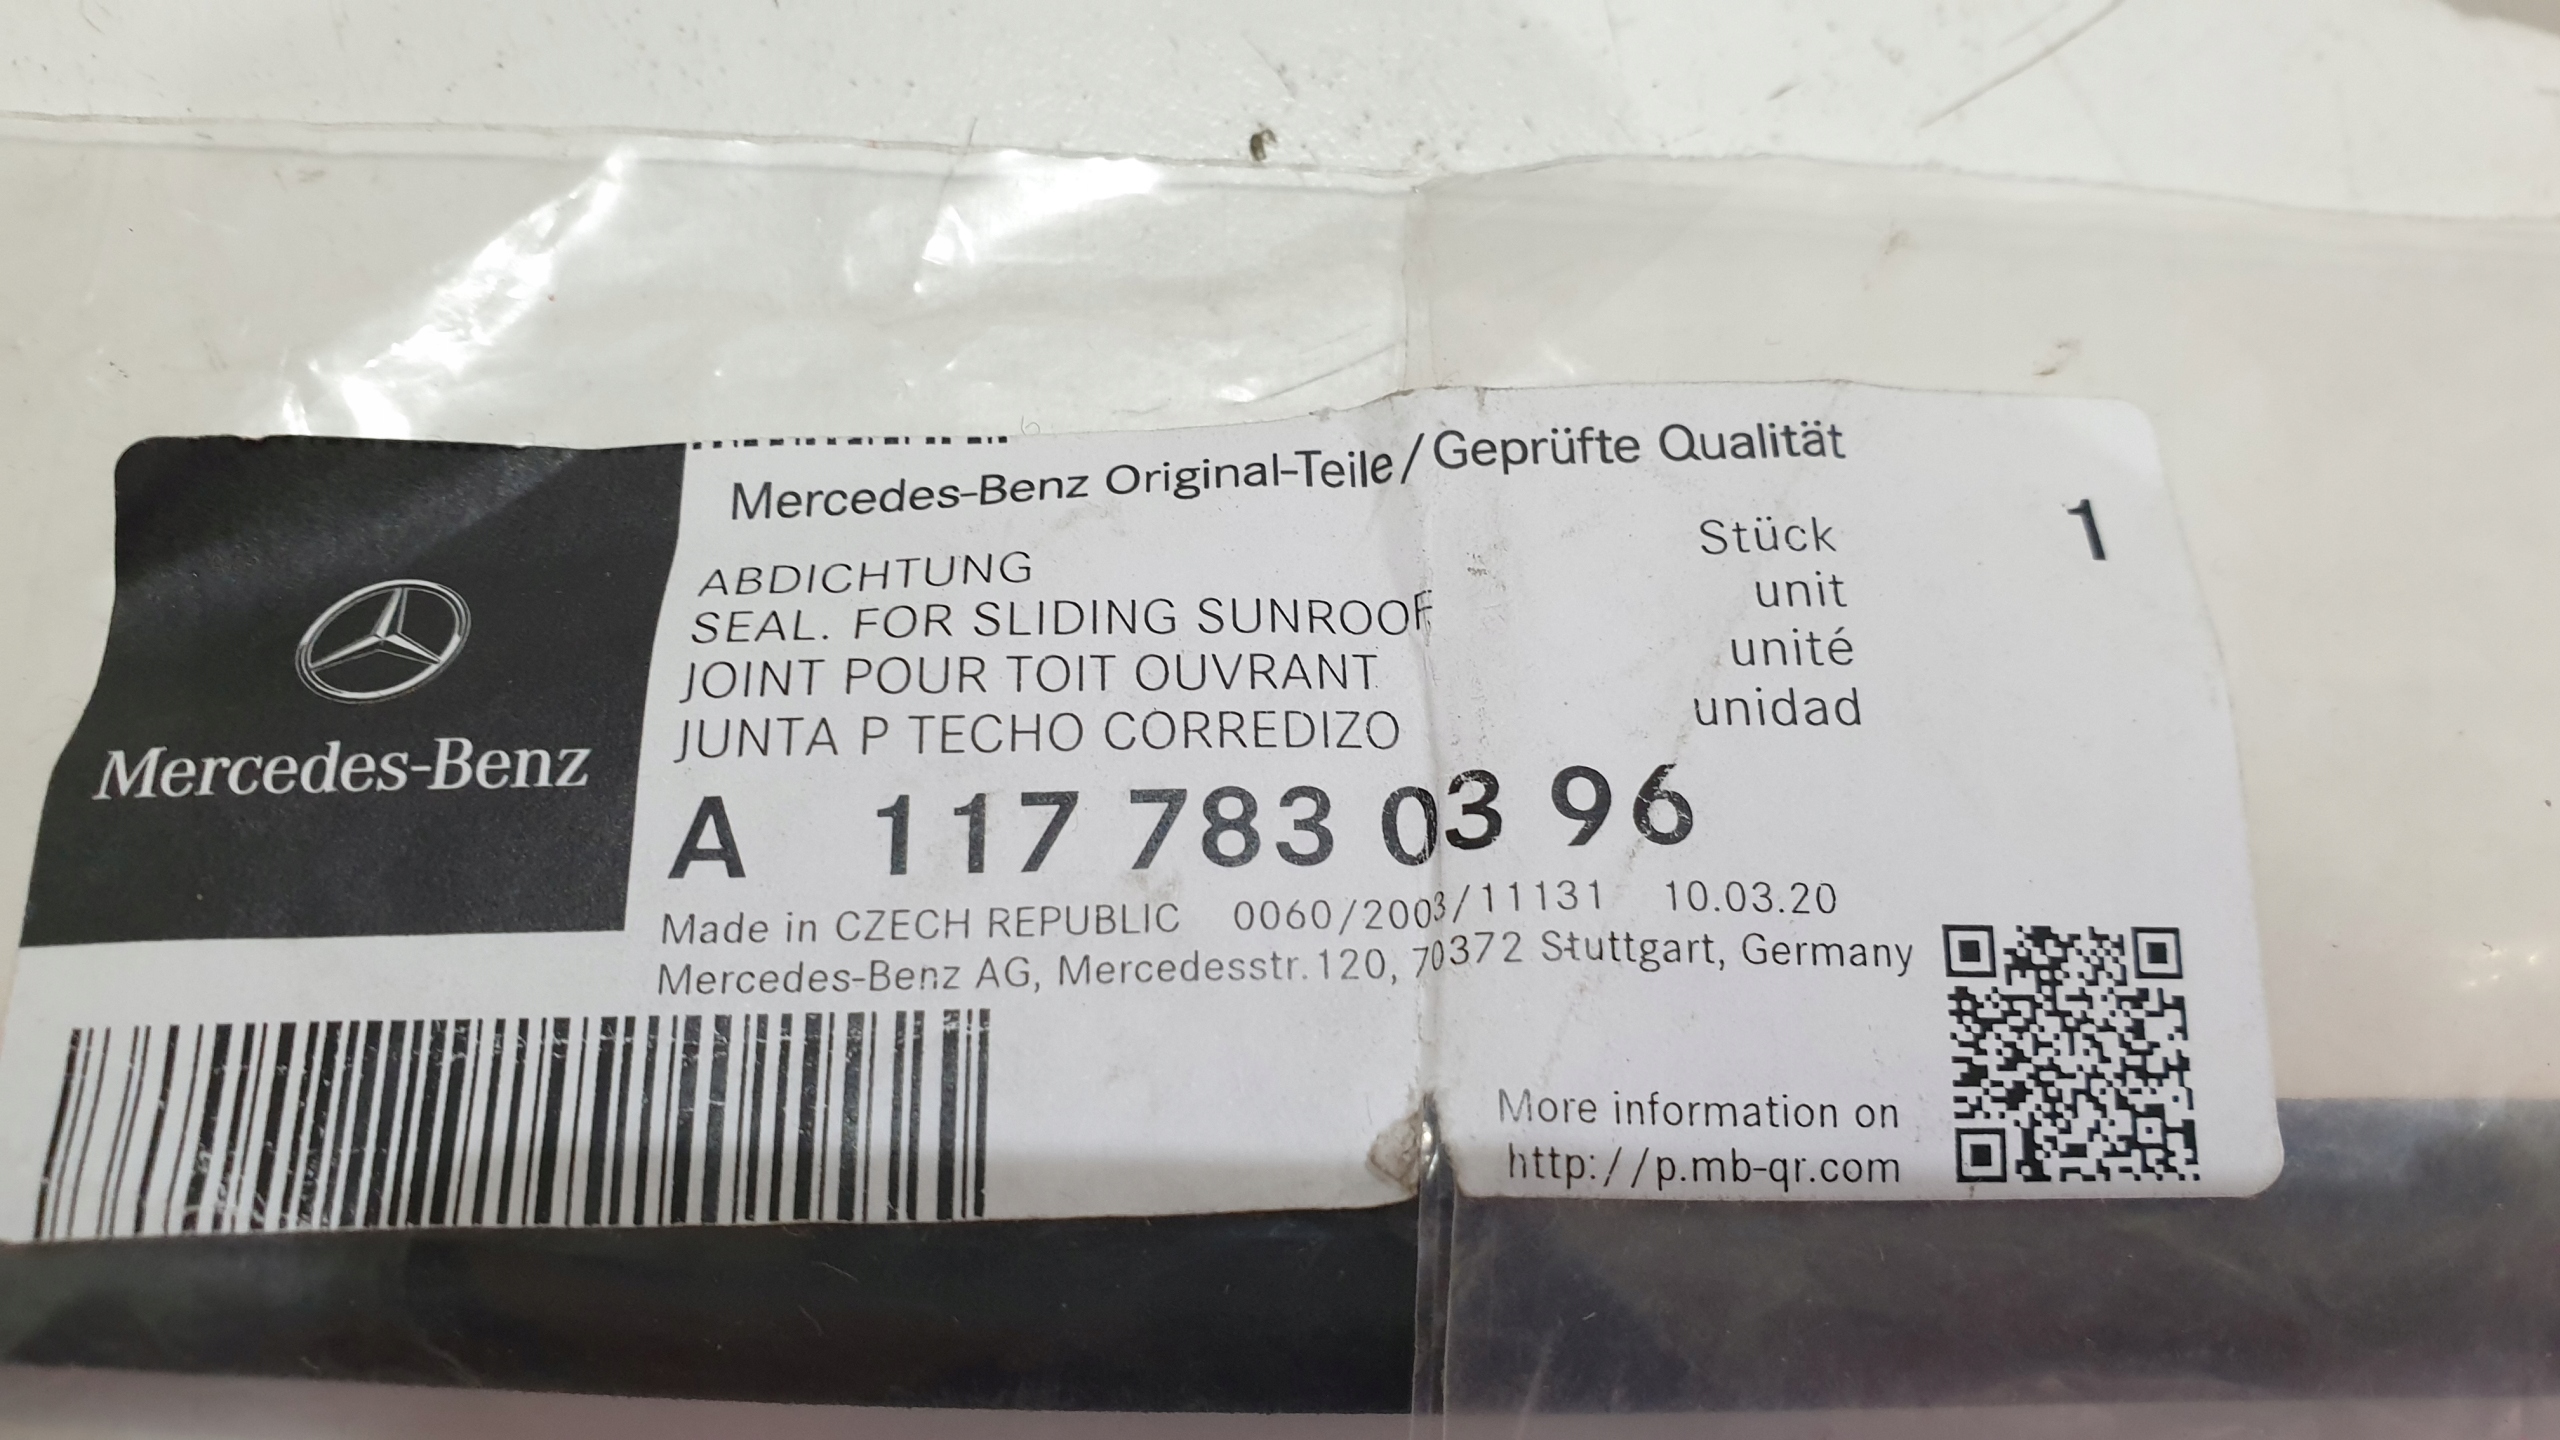 Mercedes-Benz Original-Teile/Geprüfte Qualität
Mercedes-Benz
ABDICHTUNG
SEAL. FOR SLIDING SUNROOF
JOINT POUR TOIT OUVRANT
JUNTA P TECHO CORREDIZO
Stück 1
unit
unité
unidad
A 117 783 03 96
Made in CZECH REPUBLIC 0060/2003/11131 10.03.20
Mercedes-Benz AG, Mercedesstr.120, 70372 Stuttgart, Germany
More information on
http://p.mb-qr.com